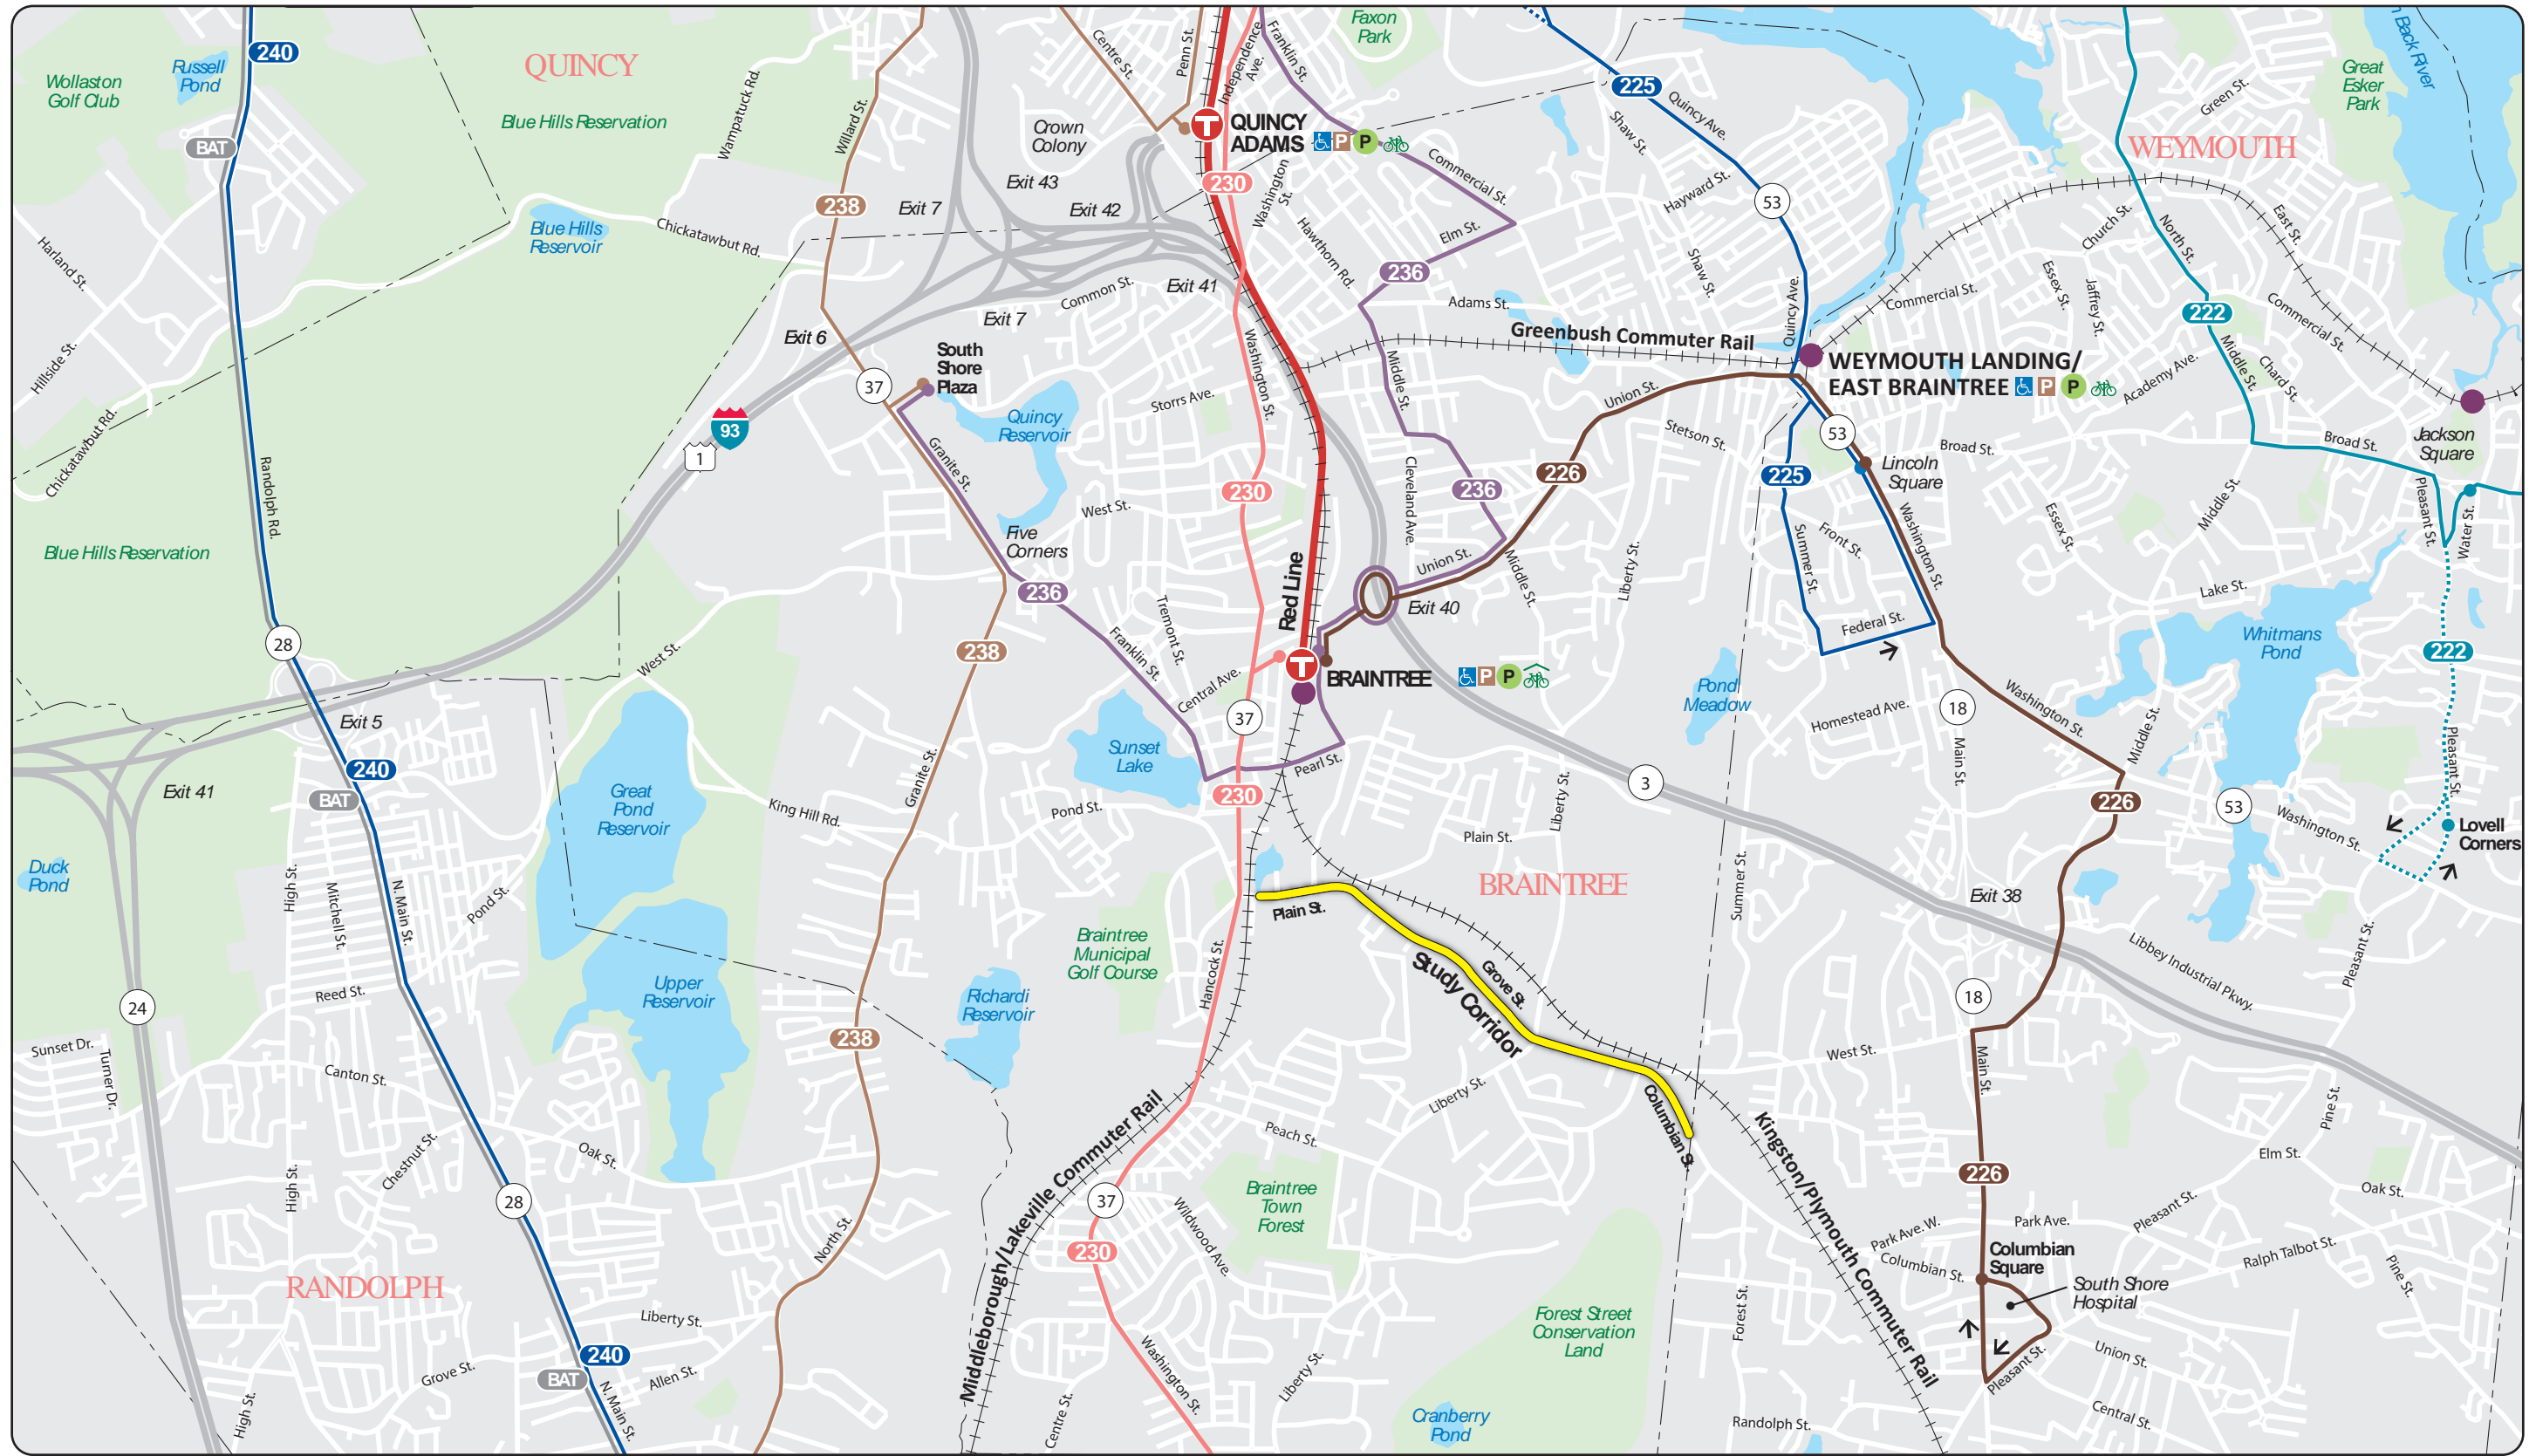 240
QUINCY
Wollaston
Golf Club
Russell
Pond
BAT
Blue Hills Reservation
Wampatuck Rd.
Willard St.
238
Centre St.
Penn St.
Crown
Colony
Independence
Ave.
Franklin St.
Faxon
Park
QUINCY
ADAMS
P
P
230
Washington
St.
Commercial St.
Elm St.
Hawthorn Rd.
236
Adams St.
225
Quincy Ave.
Shaw St.
Hayward St.
53
Shaw St.
Quincy Ave.
WEYMOUTH
Green St.
Great
Esker
Park
Back River
Church St.
North St.
East St.
Essex St.
Jaffrey St.
Commercial St.
222
Commercial St.
Middle St.
Chard St.
Academy Ave.
Broad St.
Jackson
Square
Harland St.
Hillside St.
Chickatawbut Rd.
Blue Hills Reservation
Randolph Rd.
Blue Hills
Reservoir
Chickatawbut Rd.
Exit 7
Exit 43
Exit 42
Exit 41
Exit 7
Exit 6
Common St.
37
South
Shore
Plaza
93
1
Quincy
Reservoir
Storrs Ave.
Washington St.
Granite St.
West St.
Five
Corners
236
230
Greenbush Commuter Rail
WEYMOUTH LANDING/
EAST BRAINTREE
P
P
Middle St.
Cleveland Ave.
236
226
Union St.
Stetson St.
Union St.
Middle St.
Liberty St.
Exit 40
53
Lincoln
Square
Broad St.
225
Summer St.
Front St.
Washington St.
Federal St.
Essex St.
Middle St.
Pleasant St.
Water St.
Lake St.
Whitmans
Pond
222
28
Exit 5
240
BAT
Exit 41
West St.
238
Franklin St.
Tremont St.
Central Ave.
Red Line
BRAINTREE
P
P
37
Sunset
Lake
Pearl St.
230
Pond St.
Great
Pond
Reservoir
King Hill Rd.
Granite St.
Pond
Meadow
Homestead Ave.
18
Main St.
Washington St.
Middle St.
226
53
Washington St.
Pleasant St.
Lovell
Corners
3
Liberty St.
Plain St.
BRAINTREE
Summer St.
Exit 38
Libbey Industrial Pkwy.
Pleasant St.
Duck
Pond
24
High St.
Mitchell St.
N. Main St.
Pond St.
Reed St.
Upper
Reservoir
Braintree
Municipal
Golf Course
Richardi
Reservoir
Hancock St.
Plain St.
Study Corridor
Grove St.
Columbian St.
18
West St.
Main St.
Sunset Dr.
Turner Dr.
Canton St.
Chestnut St.
High St.
28
Oak St.
238
North St.
Peach St.
Liberty St.
Braintree
Town
Forest
Middleborough/Lakeville Commuter Rail
37
230
Wildwood Ave.
Washington St.
Centre St.
Liberty St.
Kingston/Plymouth Commuter Rail
Forest Street
Conservation
Land
Cranberry
Pond
Forest St.
Randolph St.
226
Park Ave. W.
Park Ave.
Columbian St.
Columbian
Square
South Shore
Hospital
Pleasant St.
Pleasant St.
Union St.
Central St.
Pine St.
Elm St.
Oak St.
Ralph Talbot St.
Pine St.
RANDOLPH
Liberty St.
240
BAT
Grove St.
Allen St.
High St.
N. Main St.